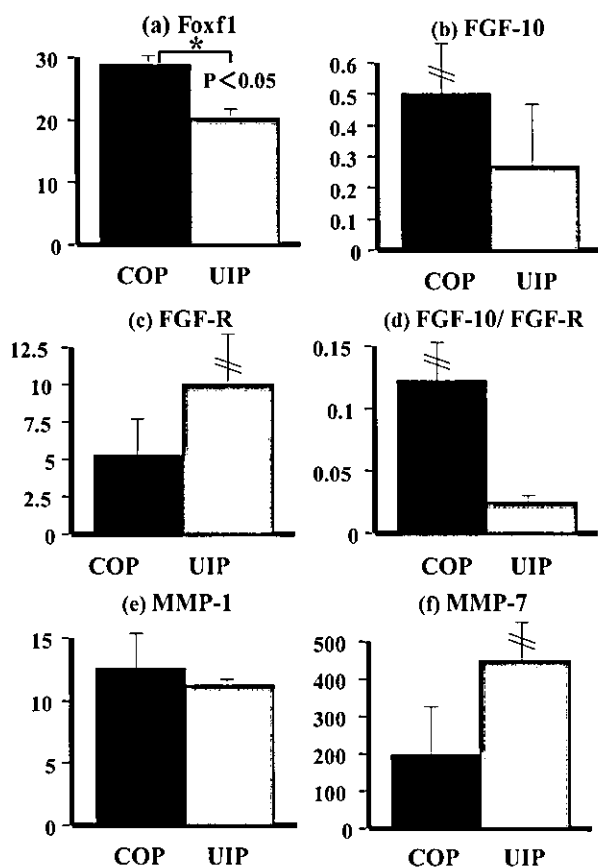 (a) Foxf1
*
P<0.05
30
20
10
0
COP UIP
(b) FGF-10
0.6
0.5
0.4
0.3
0.2
0.1
0
COP UIP
(c) FGF-R
12.5
10
7.5
5
2.5
0
COP UIP
(d) FGF-10/ FGF-R
0.15
0.1
0.05
0
COP UIP
(e) MMP-1
15
10
5
0
COP UIP
(f) MMP-7
500
400
300
200
100
0
COP UIP